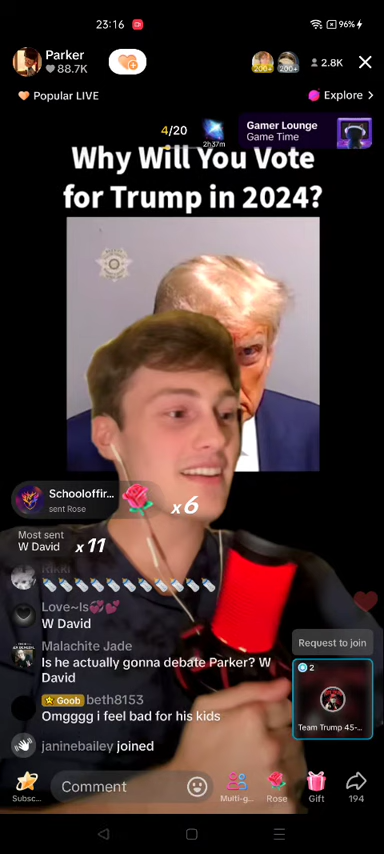 23:16
96%
Parker
88.7K
200+
200+
2.8K
Popular LIVE
Explore >
4/20
2h37m
Gamer Lounge
Game Time
Why Will You Vote
for Trump in 2024?
Schooloffir...
sent Rose
x6
Most sent
W David
x11
Rikki
Love~Is
W David
Malachite Jade
Is he actually gonna debate Parker? W
David
Goob beth8153
Omgggg i feel bad for his kids
janinebailey joined
Request to join
2
Team Trump 45-...
Subsc...
Comment
Multi-g...
Rose
Gift
194